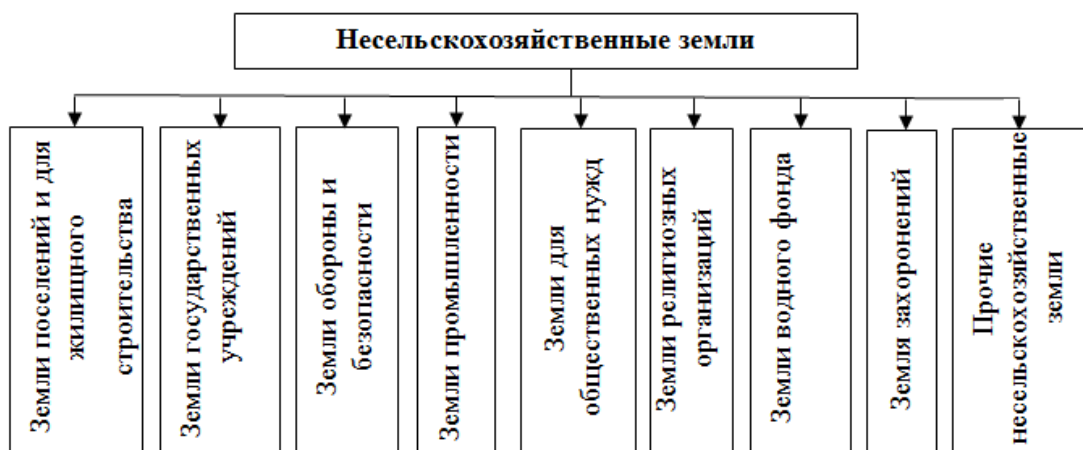 Несельскохозяйственные земли
Земли поселений и для
жилищного
строительства
Земли государственных
учреждений
Земли обороны и
безопасности
Земли промышленности
Земли для
общественных нужд
Земли религиозных
организаций
Земли водного фонда
Земля захоронений
Прочие
несельскохозяйственные
земли